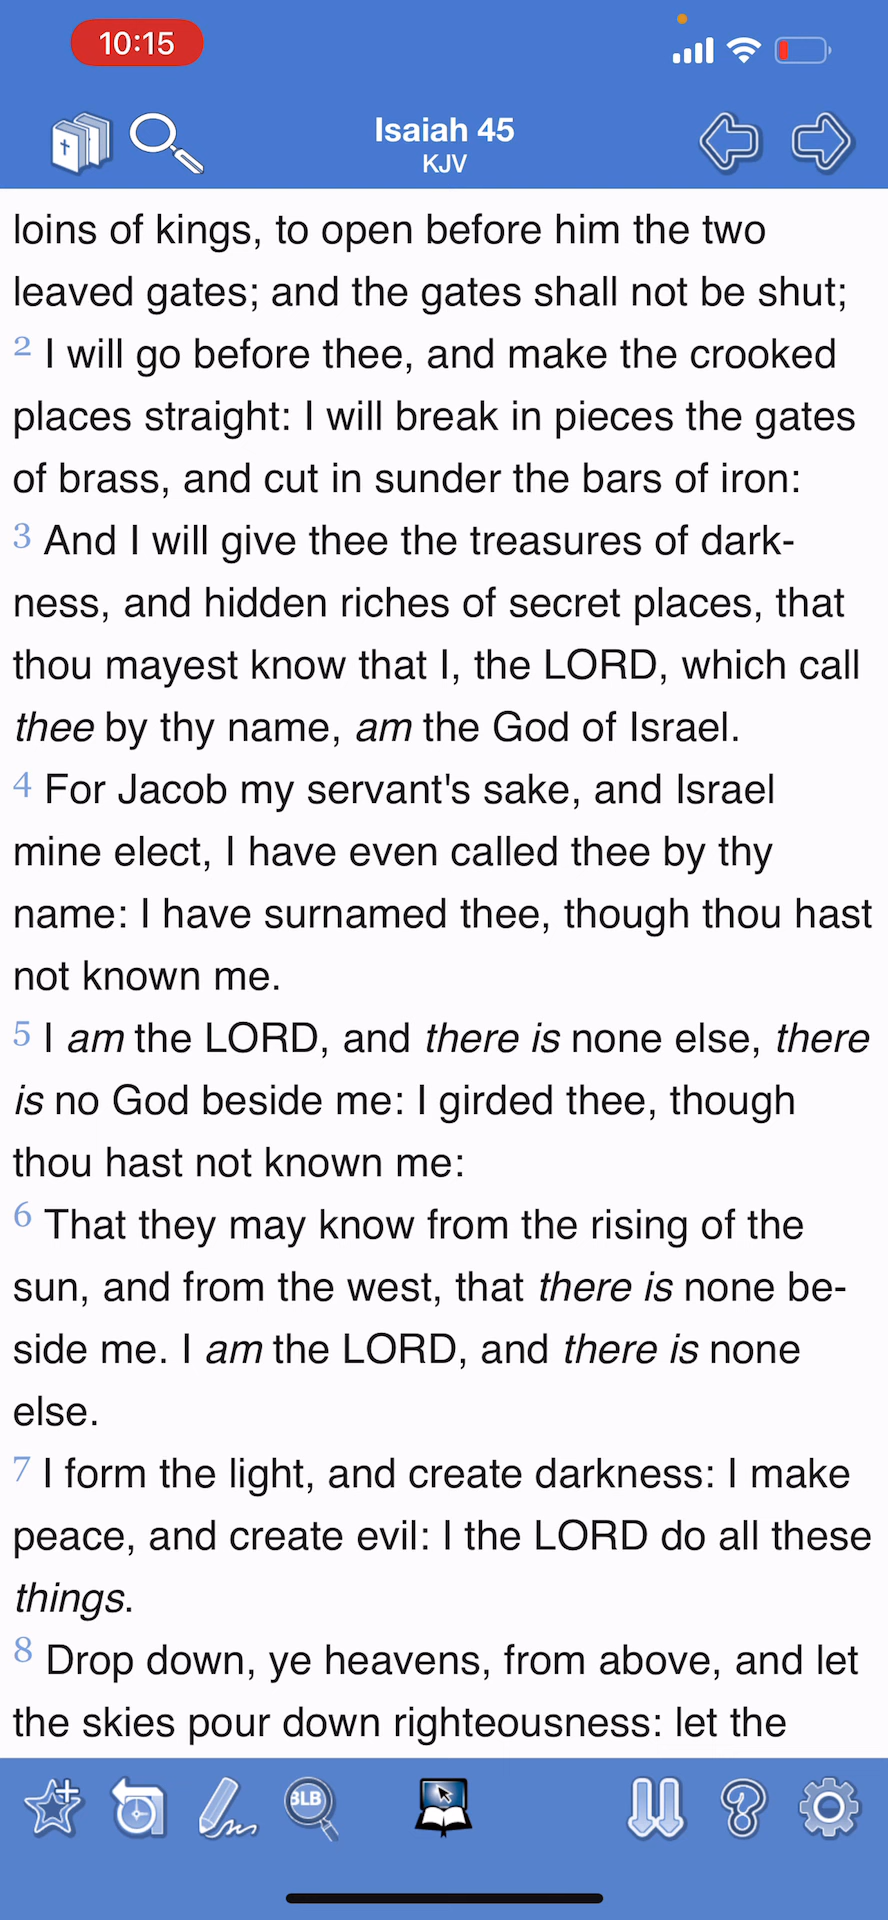 10:15
Isaiah 45
KJV
loins of kings, to open before him the two
leaved gates; and the gates shall not be shut;
2 I will go before thee, and make the crooked
places straight: I will break in pieces the gates
of brass, and cut in sunder the bars of iron:
3 And I will give thee the treasures of dark-
ness, and hidden riches of secret places, that
thou mayest know that I, the LORD, which call
thee by thy name, am the God of Israel.
4 For Jacob my servant's sake, and Israel
mine elect, I have even called thee by thy
name: I have surnamed thee, though thou hast
not known me.
5 I am the LORD, and there is none else, there
is no God beside me: I girded thee, though
thou hast not known me:
6 That they may know from the rising of the
sun, and from the west, that there is none be-
side me. I am the LORD, and there is none
else.
7 I form the light, and create darkness: I make
peace, and create evil: I the LORD do all these
things.
8 Drop down, ye heavens, from above, and let
the skies pour down righteousness: let the
BLB